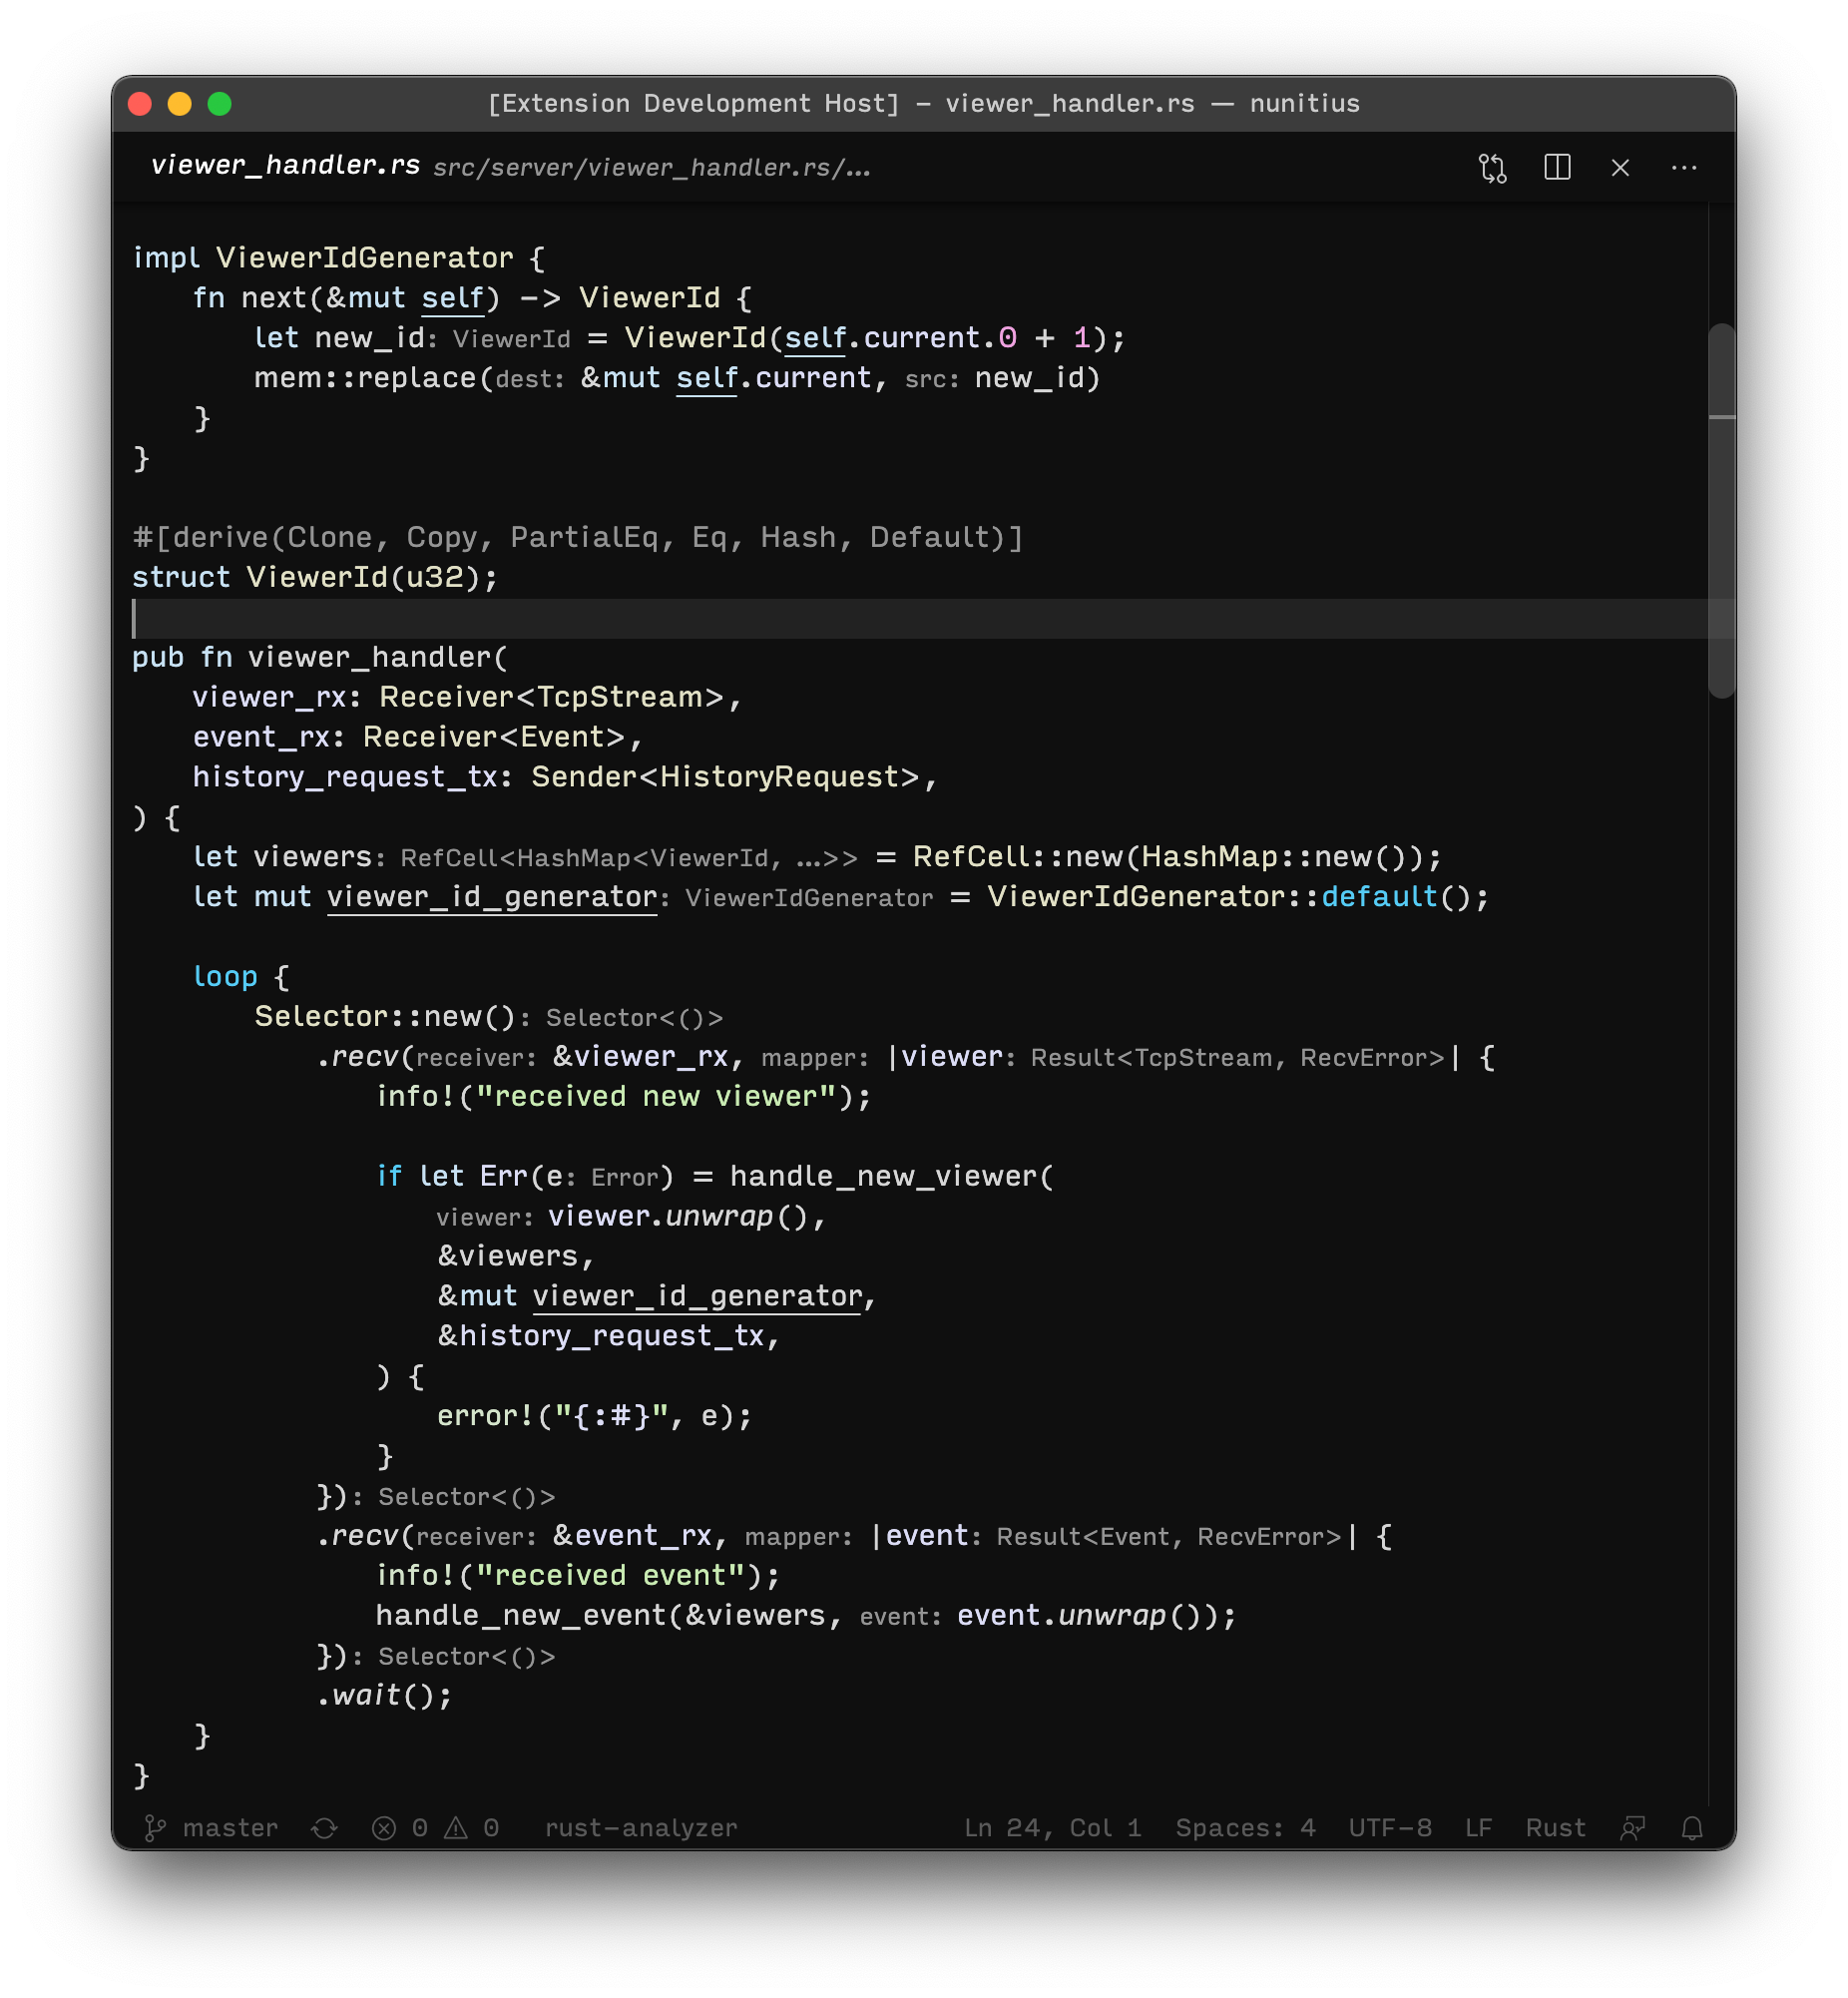 [Extension Development Host] – viewer_handler.rs — nunitius
viewer_handler.rs src/server/viewer_handler.rs/...
impl ViewerIdGenerator {
    fn next(&mut self) -> ViewerId {
        let new_id: ViewerId = ViewerId(self.current.0 + 1);
        mem::replace(dest: &mut self.current, src: new_id)
    }
}
#[derive(Clone, Copy, PartialEq, Eq, Hash, Default)]
struct ViewerId(u32);
pub fn viewer_handler(
    viewer_rx: Receiver<TcpStream>,
    event_rx: Receiver<Event>,
    history_request_tx: Sender<HistoryRequest>,
) {
    let viewers: RefCell<HashMap<ViewerId, …>> = RefCell::new(HashMap::new());
    let mut viewer_id_generator: ViewerIdGenerator = ViewerIdGenerator::default();
    loop {
        Selector::new(): Selector<()>
            .recv(receiver: &viewer_rx, mapper: |viewer: Result<TcpStream, RecvError>| {
                info!("received new viewer");
                if let Err(e: Error) = handle_new_viewer(
                    viewer: viewer.unwrap(),
                    &viewers,
                    &mut viewer_id_generator,
                    &history_request_tx,
                ) {
                    error!("{:#}", e);
                }
            }): Selector<()>
            .recv(receiver: &event_rx, mapper: |event: Result<Event, RecvError>| {
                info!("received event");
                handle_new_event(&viewers, event: event.unwrap());
            }): Selector<()>
            .wait();
    }
}
master 0 0 rust-analyzer Ln 24, Col 1 Spaces: 4 UTF-8 LF Rust